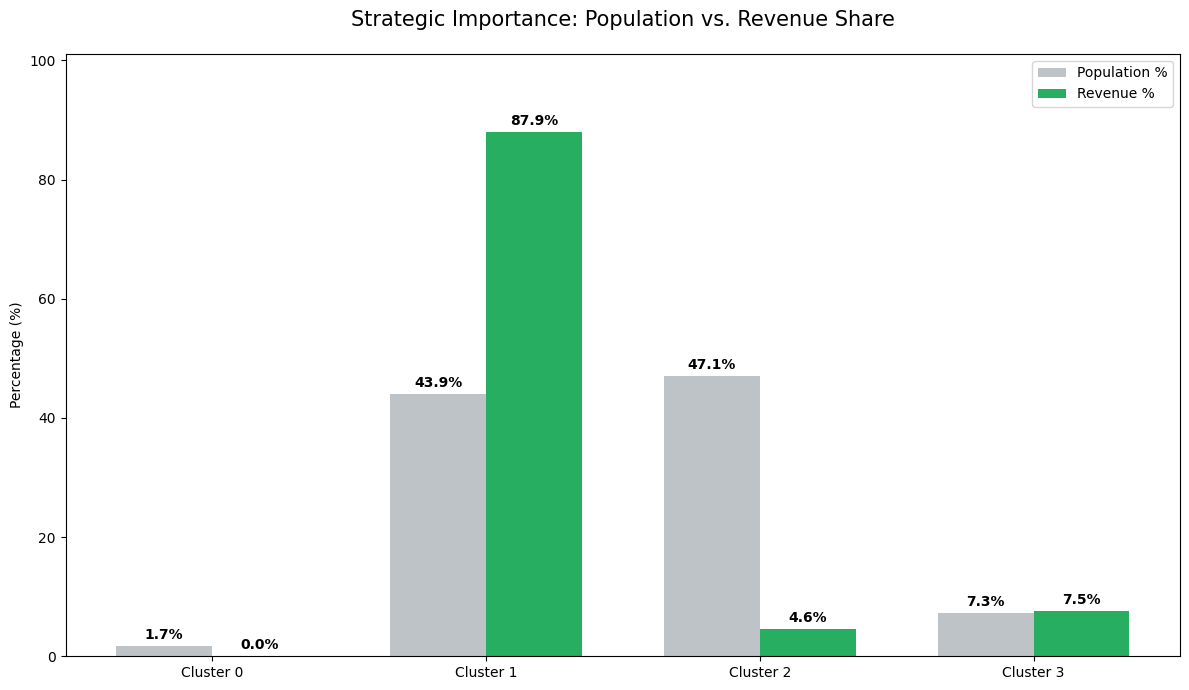 Strategic Importance: Population vs. Revenue Share
Percentage (%)
100
80
60
40
20
0
Population %
Revenue %
1.7%
0.0%
43.9%
87.9%
47.1%
4.6%
7.3%
7.5%
Cluster 0
Cluster 1
Cluster 2
Cluster 3